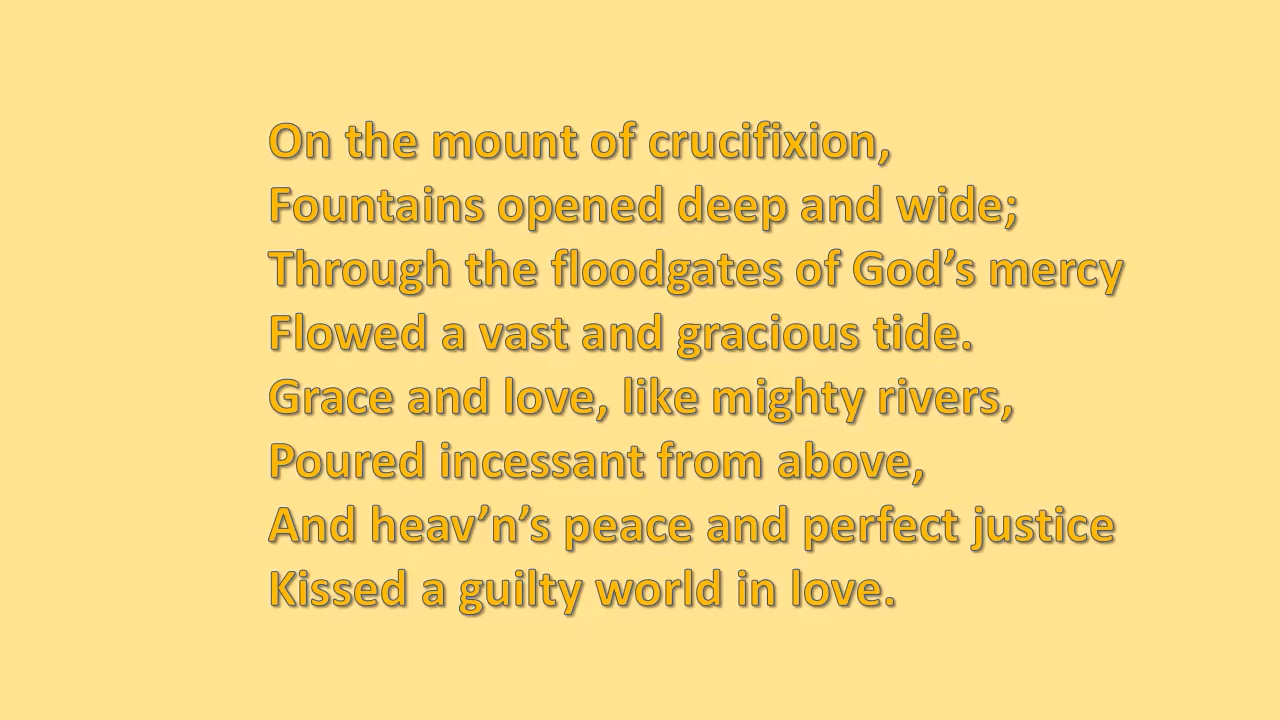 On the mount of crucifixion,
Fountains opened deep and wide;
Through the floodgates of God’s mercy
Flowed a vast and gracious tide.
Grace and love, like mighty rivers,
Poured incessant from above,
And heav’n’s peace and perfect justice
Kissed a guilty world in love.